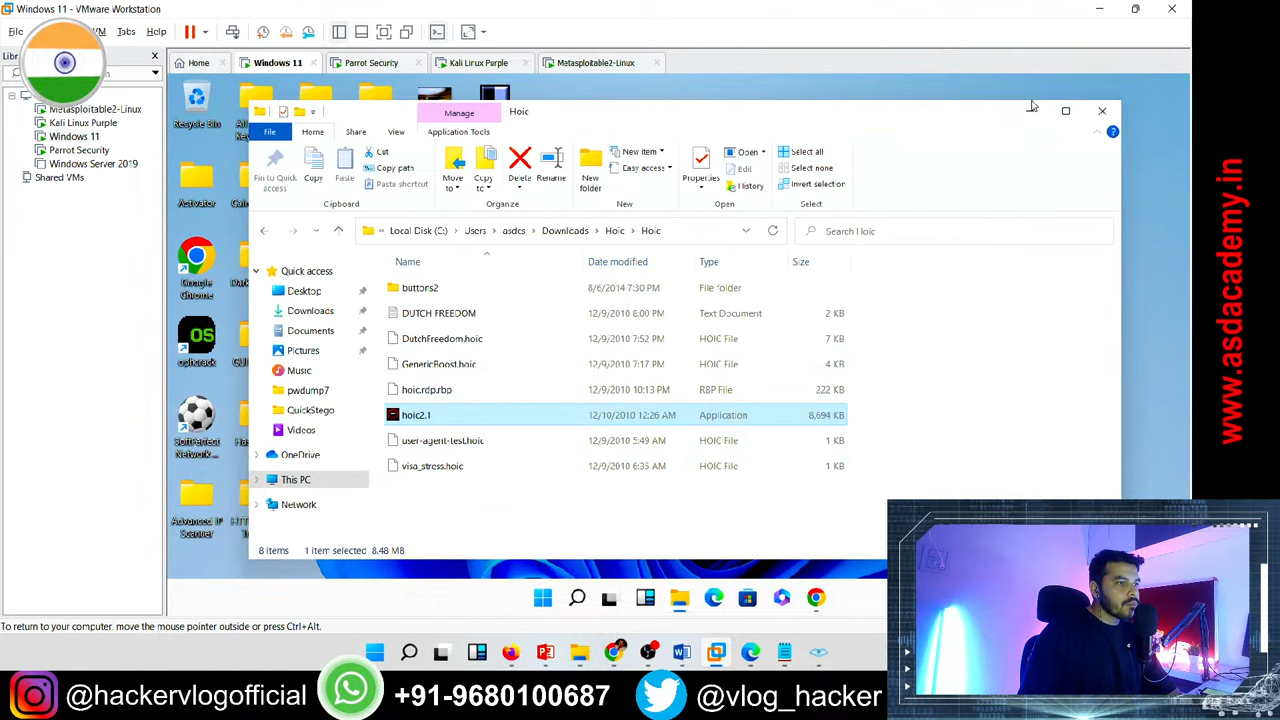 Windows 11 - VMware Workstation
File
VM
Tabs
Help
Home
Windows 11
Parrot Security
Kali Linux Purple
Metasploitable2-Linux
Metasploitable2-Linux
Kali Linux Purple
Windows 11
Parrot Security
Windows Server 2019
Shared VMs
Recycle Bin
Activator
Google
Chrome
ophcrack
SoftPerfect
Network...
Advanced IP
Scanner
Manage
Hoic
File
Home
Share
View
Application Tools
Pin to Quick
access
Copy
Paste
Cut
Copy path
Paste shortcut
Clipboard
Move
to
Copy
to
Delete
Rename
Organize
New
folder
New item
Easy access
New
Properties
Open
Edit
History
Open
Select all
Select none
Invert selection
Select
« Local Disk (C:) > Users > asdc > Downloads > Hoic > Hoic
Search Hoic
Name
Date modified
Type
Size
buttons2 8/6/2014 7:30 PM File folder
DUTCH FREEDOM 12/9/2010 8:00 PM Text Document 2 KB
DutchFreedom.hoic 12/9/2010 7:52 PM HOIC File 7 KB
GenericBoost.hoic 12/9/2010 7:17 PM HOIC File 4 KB
hoic.rdp.rbp 12/9/2010 10:13 PM RBP File 222 KB
hoic2.1 12/10/2010 12:26 AM Application 8,694 KB
user-agent-test.hoic 12/9/2010 5:49 AM HOIC File 1 KB
visa_stress.hoic 12/9/2010 6:35 AM HOIC File 1 KB
Quick access
Desktop
Downloads
Documents
Pictures
Music
pwdump7
QuickStego
Videos
OneDrive
This PC
Network
8 items
1 item selected 8.48 MB
To return to your computer, move the mouse pointer outside or press Ctrl+Alt.
www.asdacademy.in
@hackervlogofficial
+91-9680100687
@vlog_hacker